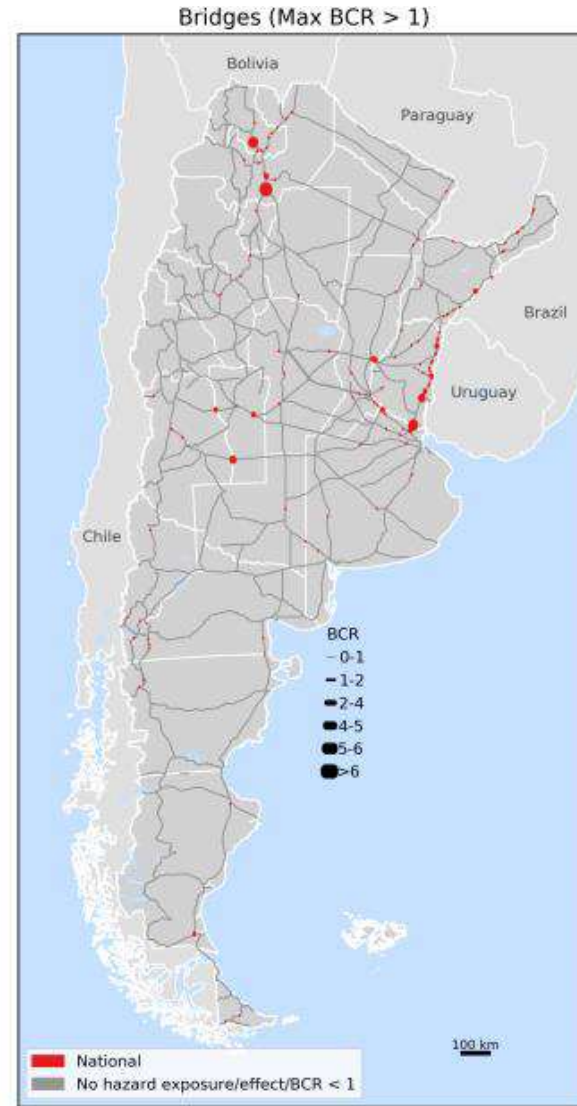 Bridges (Max BCR > 1)
Bolivia
Paraguay
Brazil
Uruguay
Chile
BCR
0-1
1-2
2-4
4-5
5-6
>6
100 km
National
No hazard exposure/effect/BCR < 1